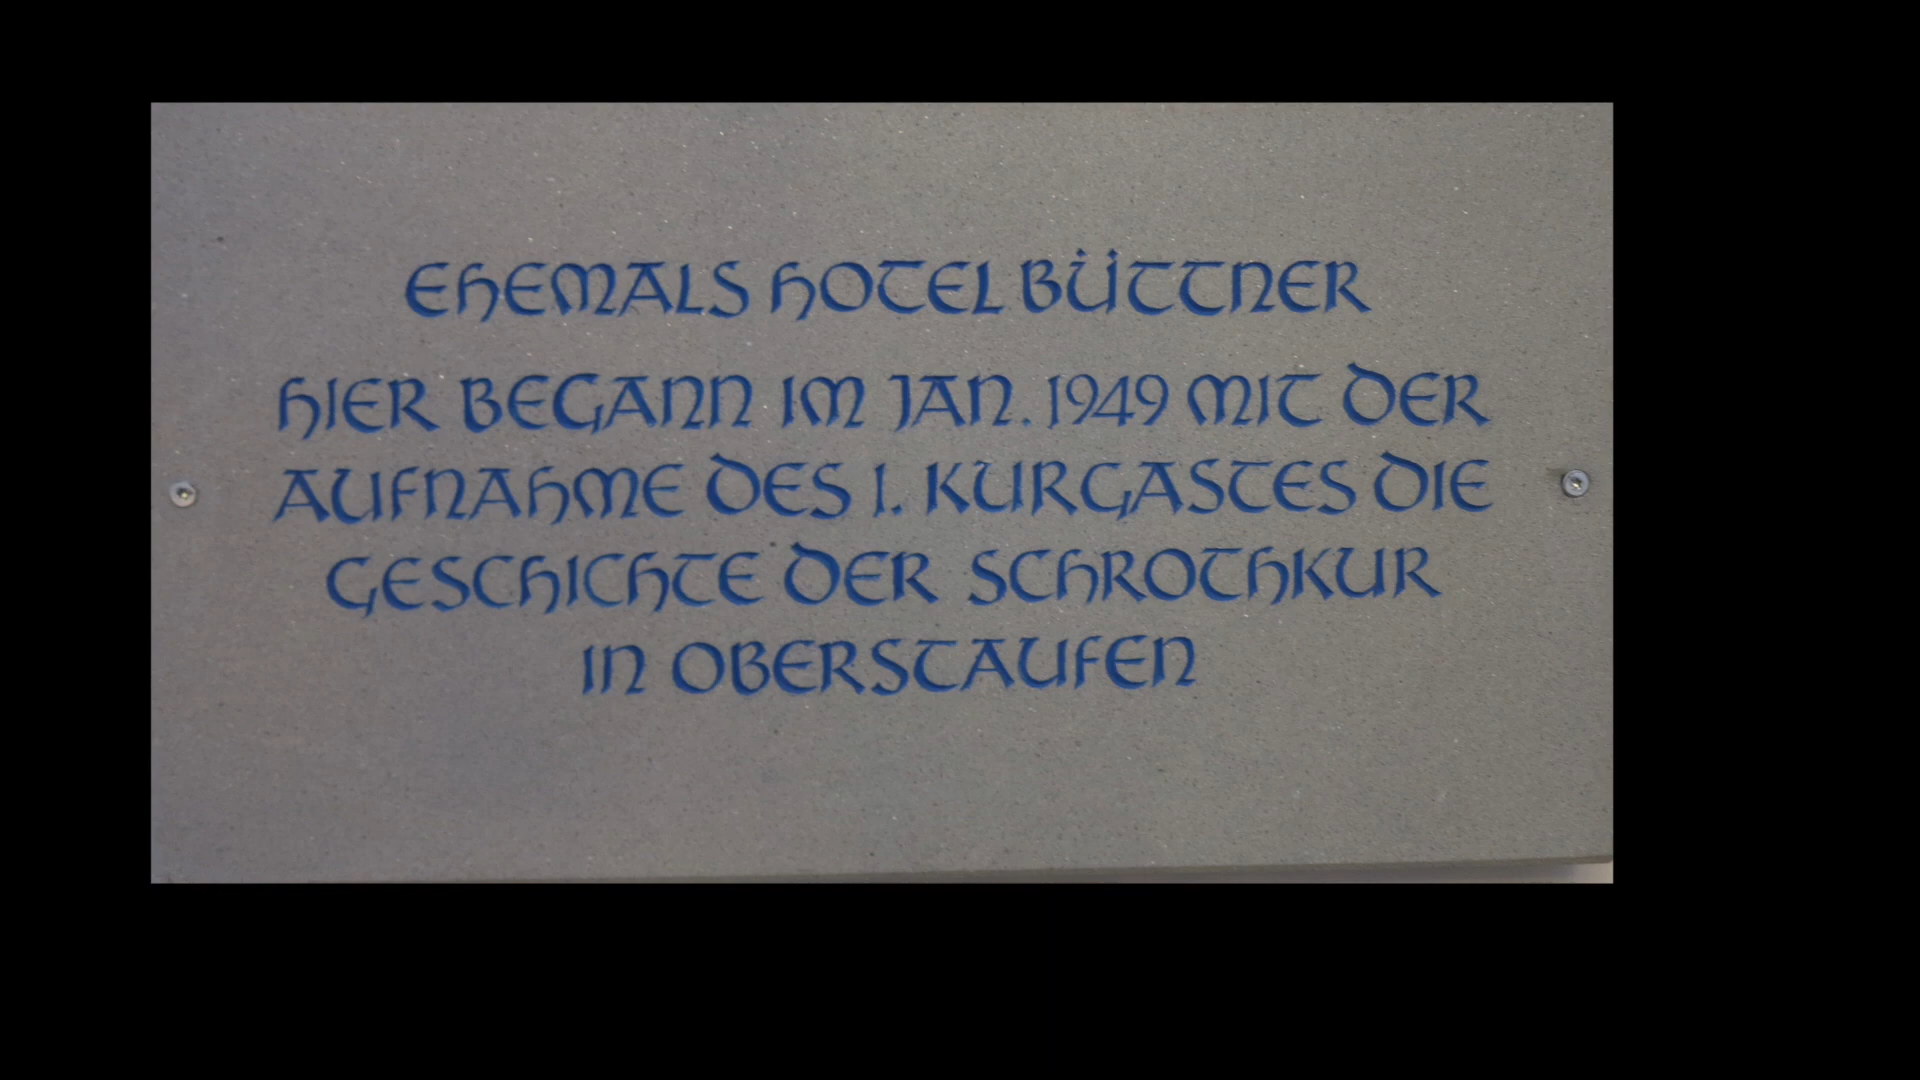 EHEMALS HOTEL BÜTTNER
HIER BEGANN IM JAN. 1949 MIT DER
AUFNAHME DES 1. KURGASTES DIE
GESCHICHTE DER SCHROTHKUR
IN OBERSTAUFEN